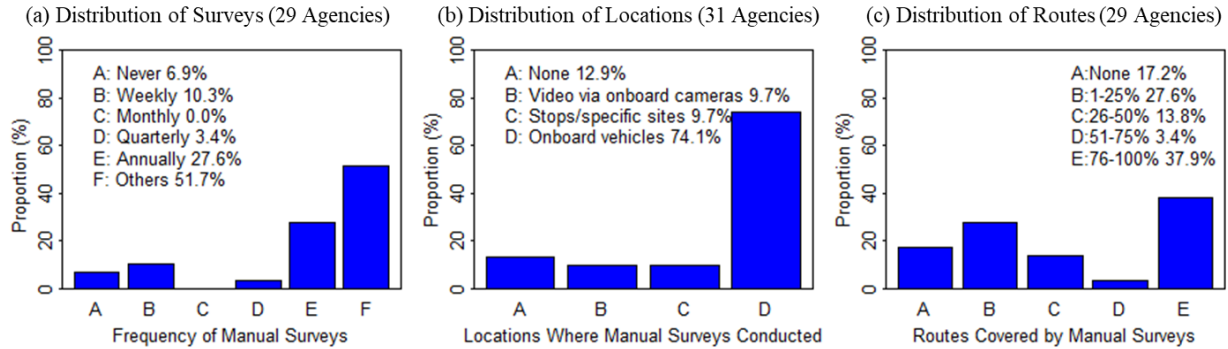 (a) Distribution of Surveys (29 Agencies)
100
80
60
40
20
0
Proportion (%)
A: Never 6.9%
B: Weekly 10.3%
C: Monthly 0.0%
D: Quarterly 3.4%
E: Annually 27.6%
F: Others 51.7%
A B C D E F
Frequency of Manual Surveys
(b) Distribution of Locations (31 Agencies)
100
80
60
40
20
0
Proportion (%)
A: None 12.9%
B: Video via onboard cameras 9.7%
C: Stops/specific sites 9.7%
D: Onboard vehicles 74.1%
A B C D
Locations Where Manual Surveys Conducted
(c) Distribution of Routes (29 Agencies)
100
80
60
40
20
0
Proportion (%)
A:None 17.2%
B:1-25% 27.6%
C:26-50% 13.8%
D:51-75% 3.4%
E:76-100% 37.9%
A B C D E
Routes Covered by Manual Surveys